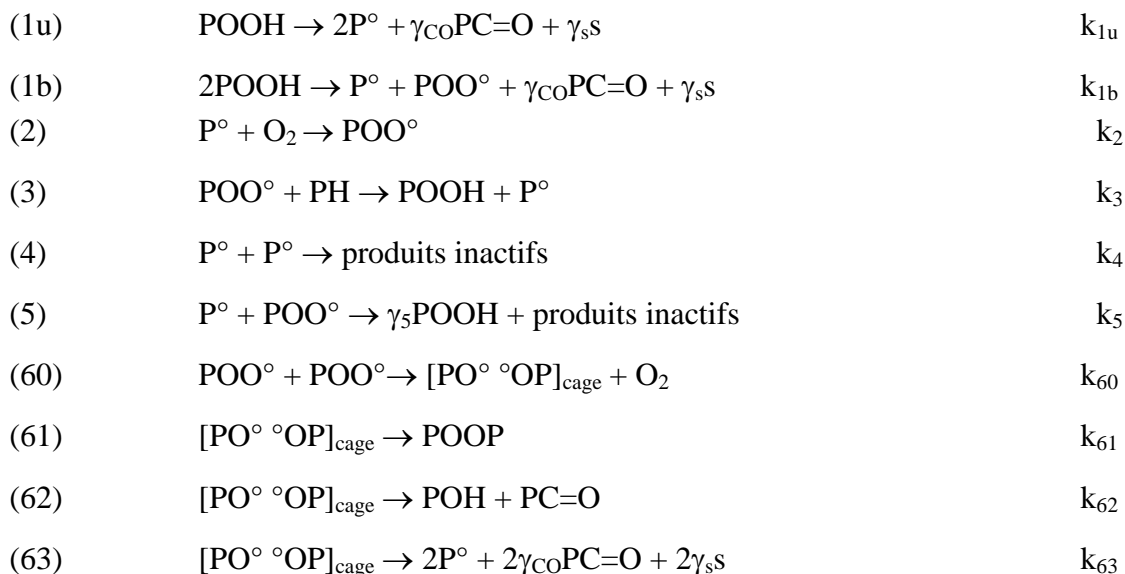 (1u) POOH → 2P° + γCOPC=O + γss k1u
(1b) 2POOH → P° + POO° + γCOPC=O + γss k1b
(2) P° + O2 → POO° k2
(3) POO° + PH → POOH + P° k3
(4) P° + P° → produits inactifs k4
(5) P° + POO° → γ5POOH + produits inactifs k5
(60) POO° + POO°→ [PO° °OP]cage + O2 k60
(61) [PO° °OP]cage → POOP k61
(62) [PO° °OP]cage → POH + PC=O k62
(63) [PO° °OP]cage → 2P° + 2γCOPC=O + 2γss k63